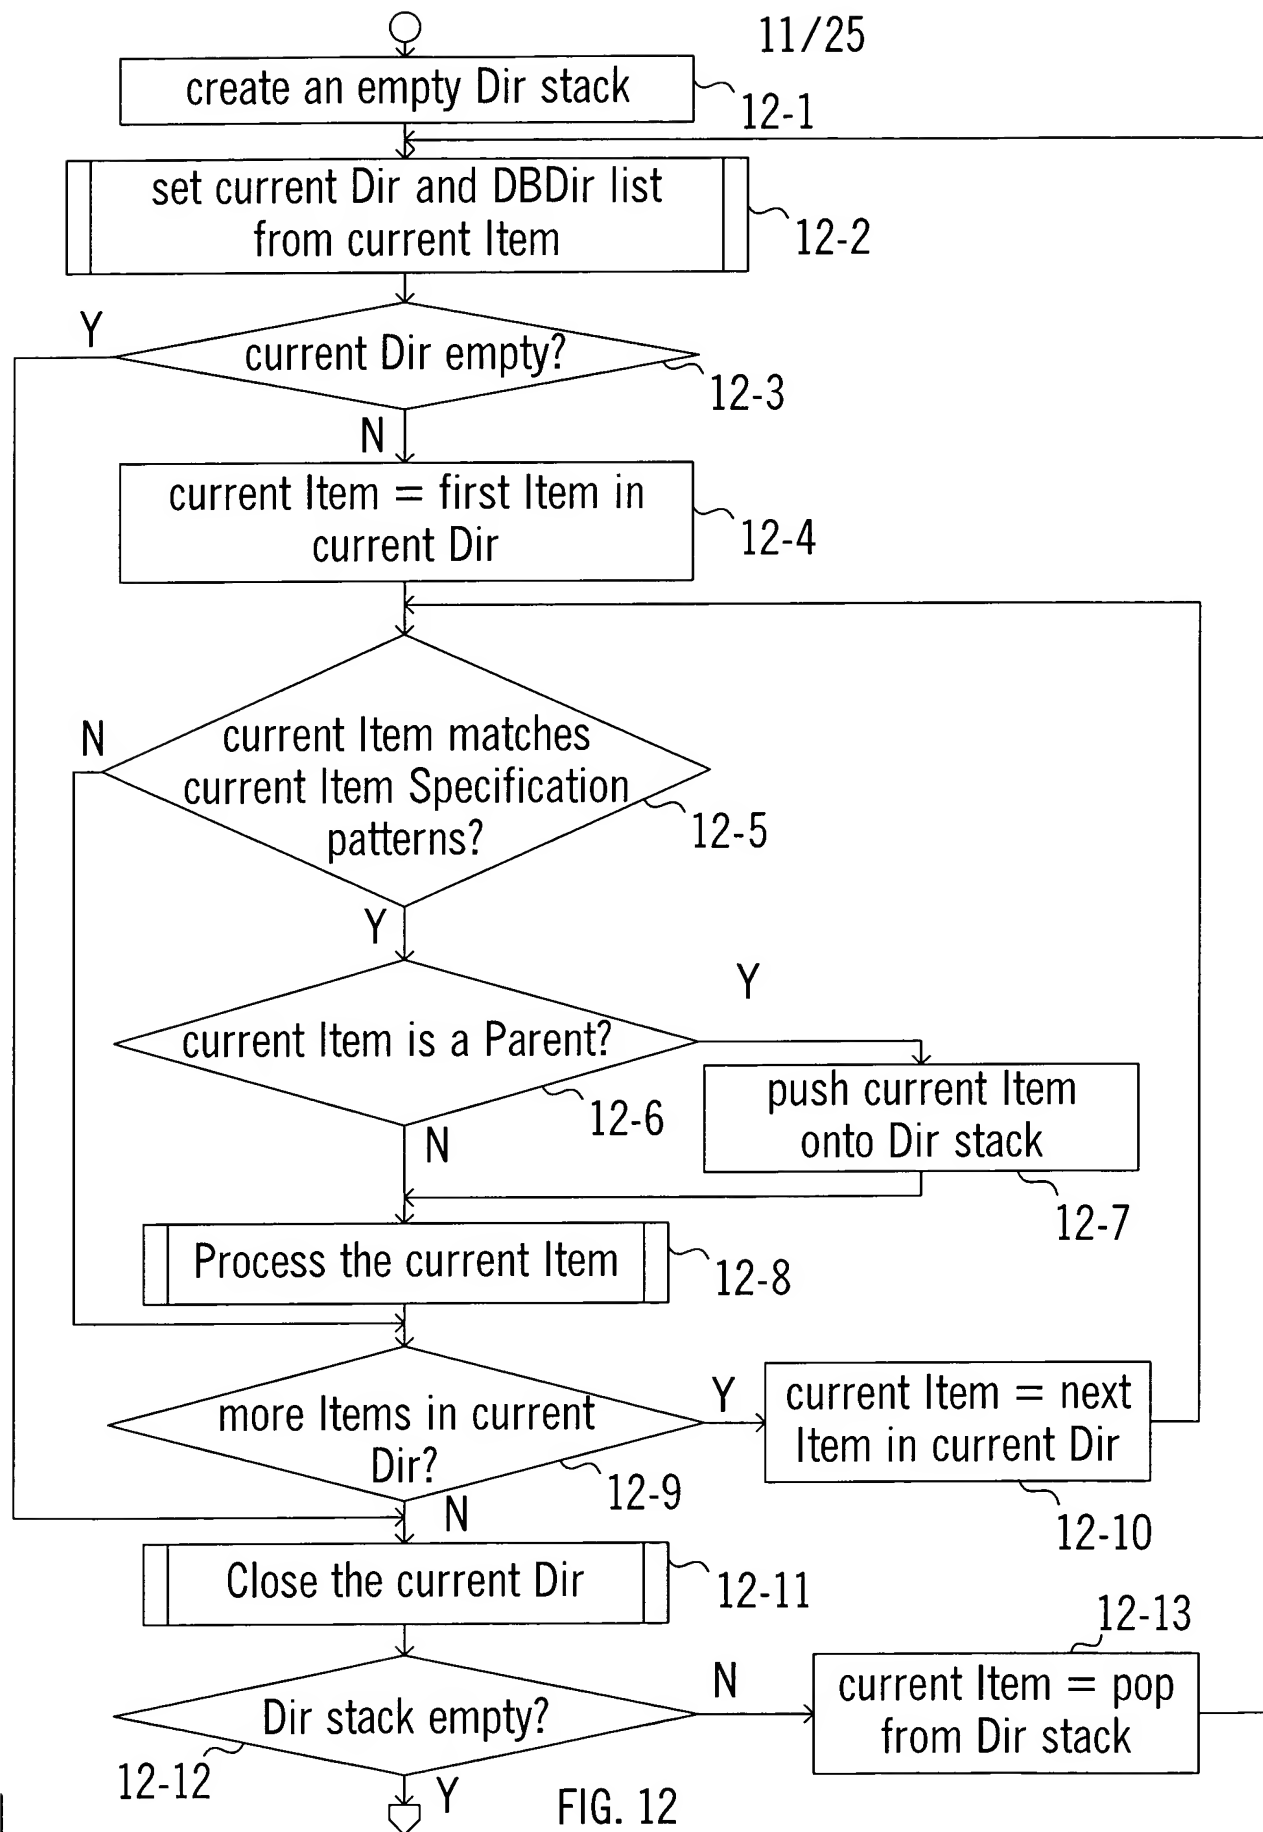 11/25
create an empty Dir stack
12-1
set current Dir and DBDir list
from current Item
12-2
Y
current Dir empty?
12-3
N
current Item = first Item in
current Dir
12-4
N
current Item matches
current Item Specification
patterns?
12-5
Y
Y
current Item is a Parent?
12-6
N
push current Item
onto Dir stack
12-7
Process the current Item
12-8
more Items in current
Dir?
12-9
Y
current Item = next
Item in current Dir
12-10
N
Close the current Dir
12-11
12-13
Dir stack empty?
N
current Item = pop
from Dir stack
12-12
Y
FIG. 12